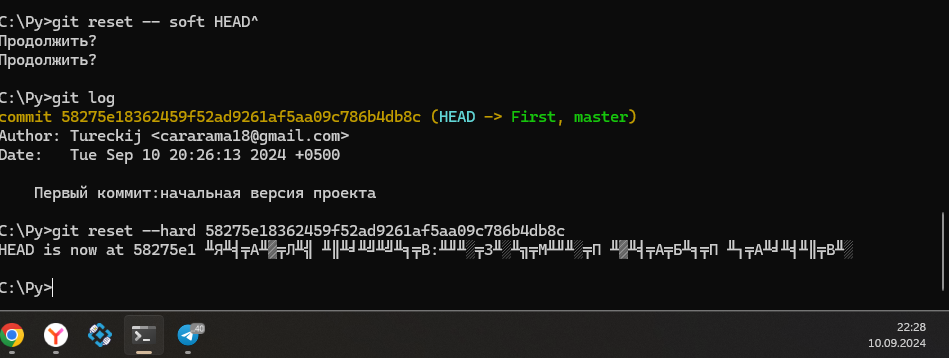 C:\Py>git reset -- soft HEAD^
Продолжить?
Продолжить?
C:\Py>git log
commit 58275e18362459f52ad9261af5aa09c786b4db8c (HEAD -> First, master)
Author: Tureckij <cararama18@gmail.com>
Date:   Tue Sep 10 20:26:13 2024 +0500
Первый коммит:начальная версия проекта
C:\Py>git reset --hard 58275e18362459f52ad9261af5aa09c786b4db8c
HEAD is now at 58275e1
C:\Py>
40
22:28
10.09.2024